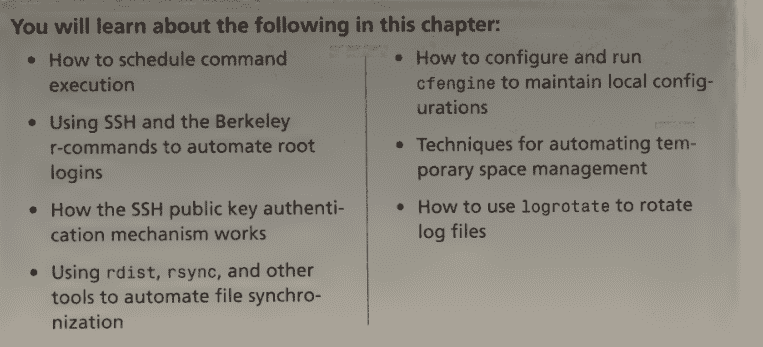 You will learn about the following in this chapter:
• How to schedule command
execution
• Using SSH and the Berkeley
r-commands to automate root
logins
• How the SSH public key authenti-
cation mechanism works
• Using rdist, rsync, and other
tools to automate file synchro-
nization
• How to configure and run
cfengine to maintain local config-
urations
• Techniques for automating tem-
porary space management
• How to use logrotate to rotate
log files